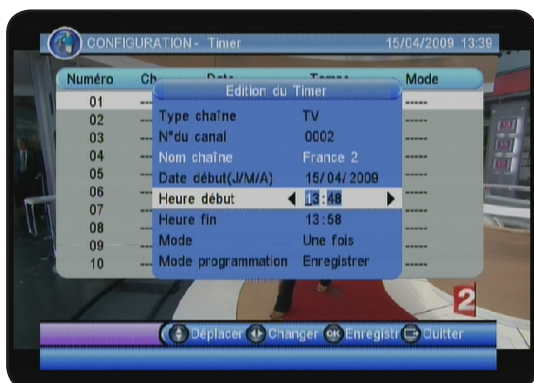 CONFIGURATION - Timer 15/04/2009 13:39
Numéro Ch Date Temps Mode
Edition du Timer
01 --- -----
02 --- Type chaîne TV -----
03 --- N°du canal 0002 -----
04 --- Nom chaîne France 2 -----
05 --- Date début(J/M/A) 15/04/2009 -----
06 --- Heure début 13:48 -----
07 --- Heure fin 13:58 -----
08 --- Mode Une fois -----
09 --- Mode programmation Enregistrer -----
10 --- -----
2
Déplacer Changer OK Enregistr Quitter